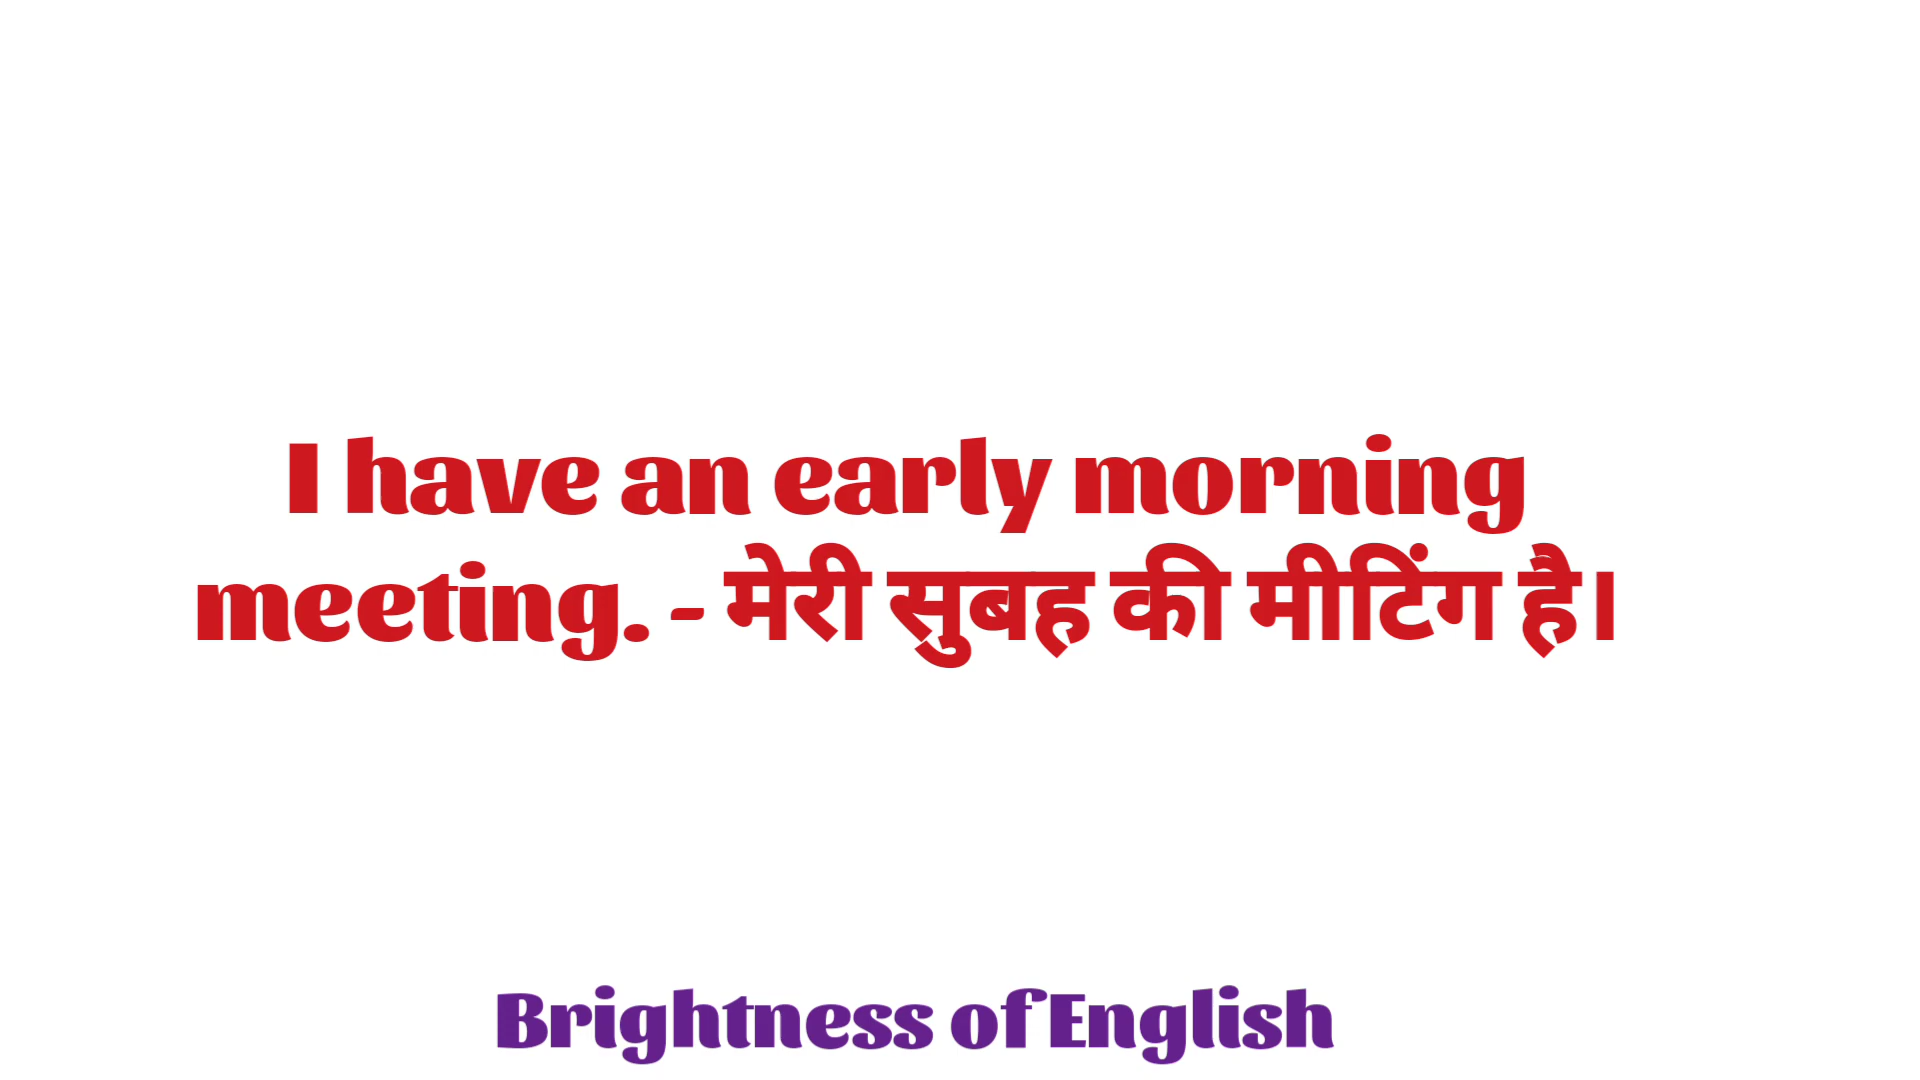 I have an early morning
meeting. - मेरी सुबह की मीटिंग है।
Brightness of English